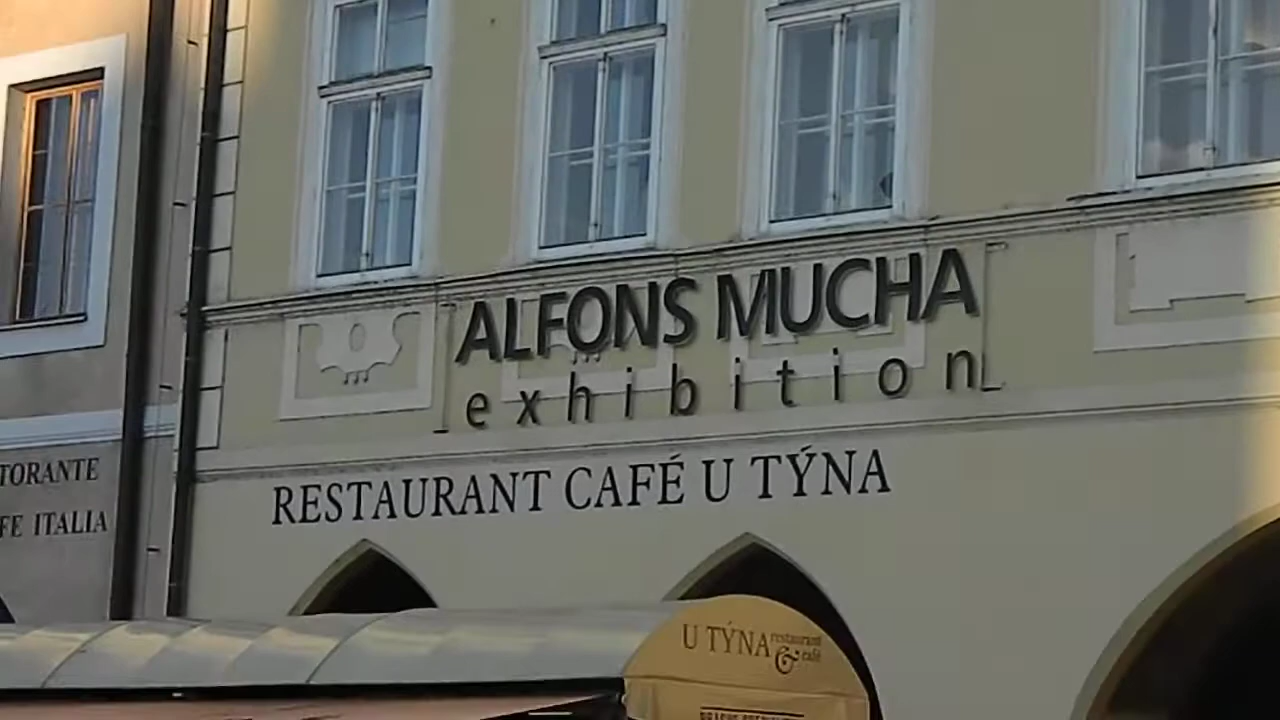 ALFONS MUCHA
exhibition
RESTAURANT CAFÉ U TÝNA
TORANTE
FE ITALIA
U TÝNA restaurant
& café